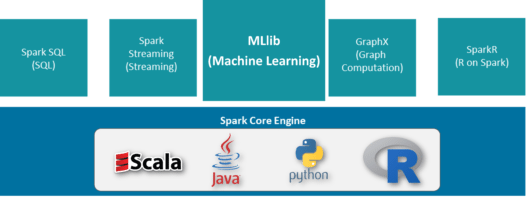 Spark SQL
(SQL)
Spark
Streaming
(Streaming)
MLlib
(Machine Learning)
GraphX
(Graph
Computation)
SparkR
(R on Spark)
Spark Core Engine
Scala
Java
python
R